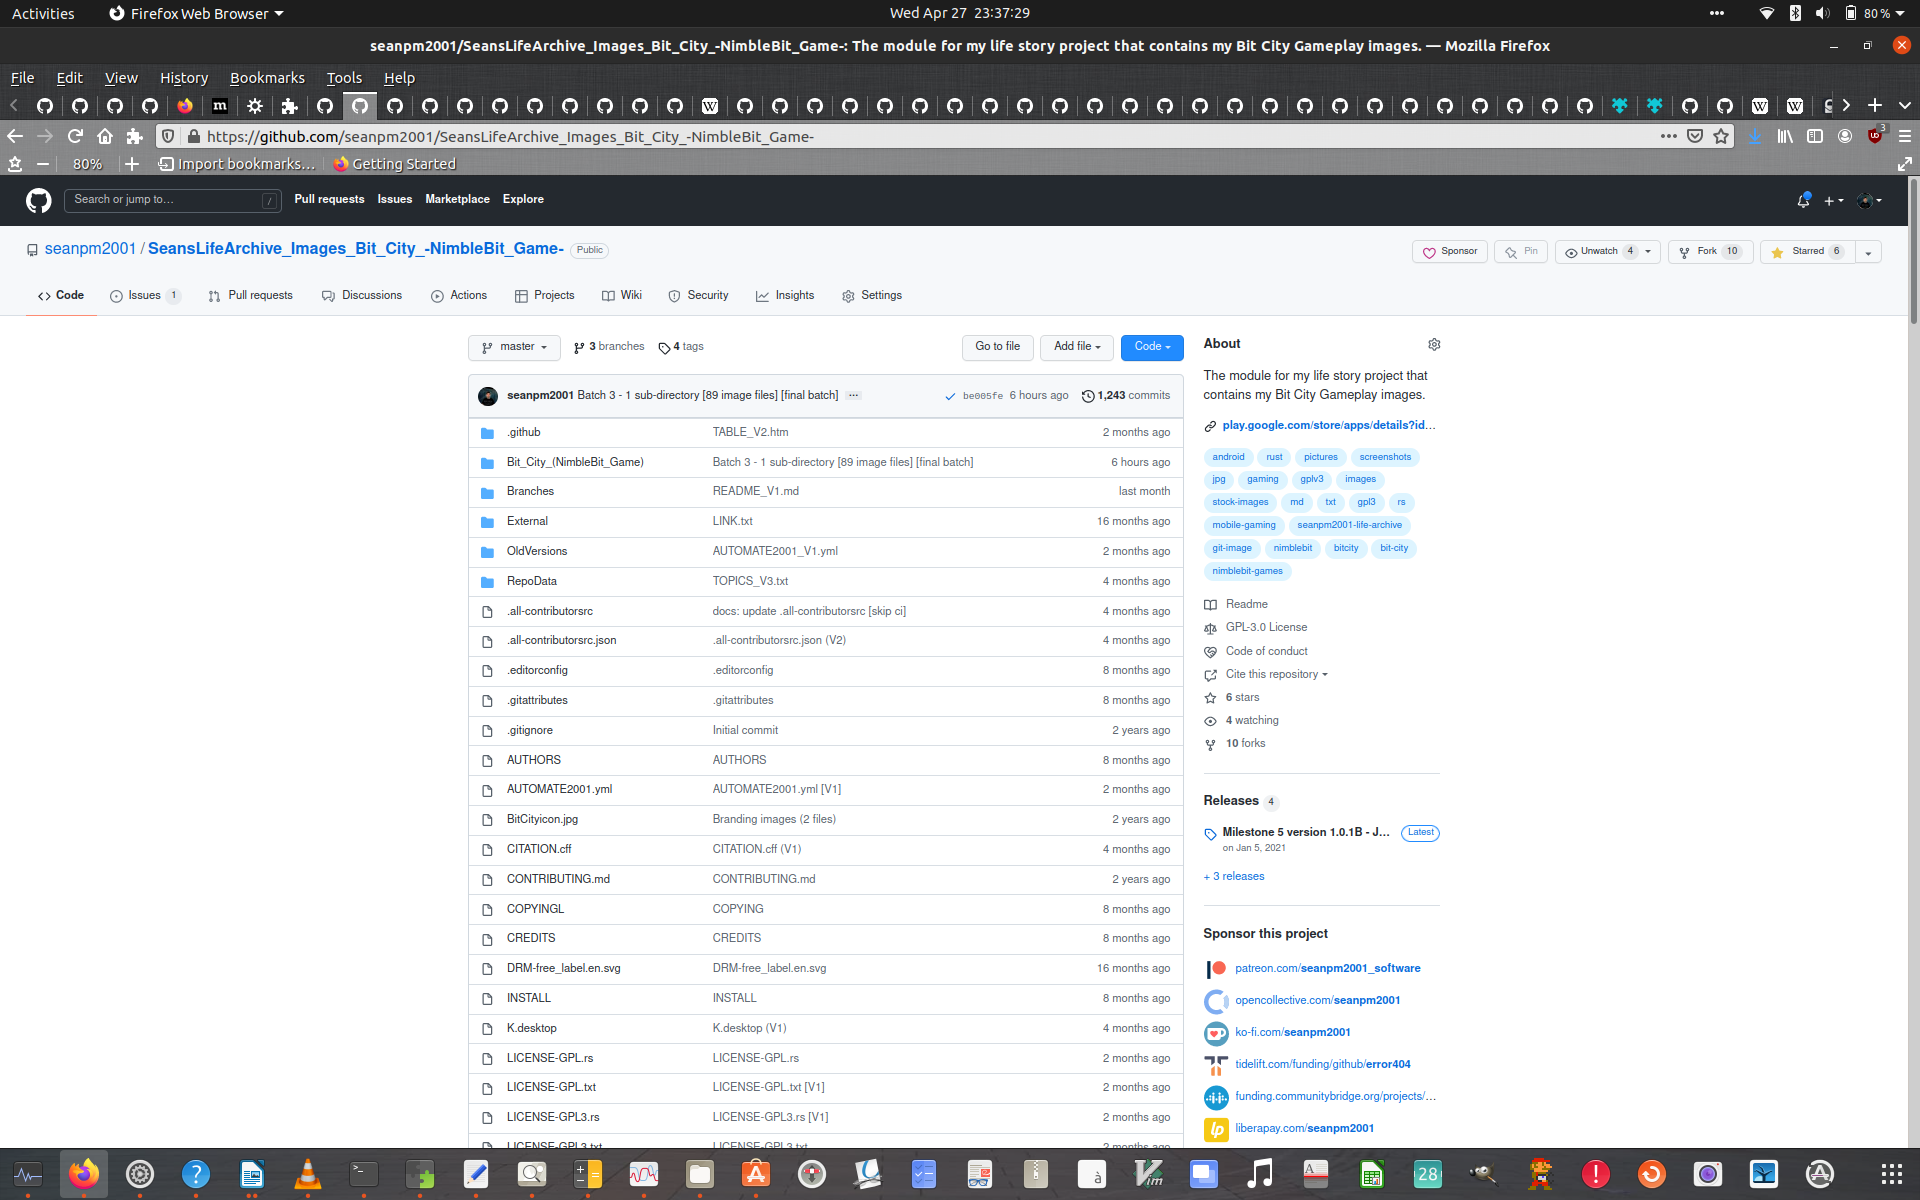 Activities
Firefox Web Browser
Wed Apr 27  23:37:29
80 %
seanpm2001/SeansLifeArchive_Images_Bit_City_-NimbleBit_Game-: The module for my life story project that contains my Bit City Gameplay images. — Mozilla Firefox
File Edit View History Bookmarks Tools Help
https://github.com/seanpm2001/SeansLifeArchive_Images_Bit_City_-NimbleBit_Game-
3
80%
Import bookmarks…
Getting Started
Search or jump to… /
Pull requests Issues Marketplace Explore
seanpm2001 / SeansLifeArchive_Images_Bit_City_-NimbleBit_Game- Public
Sponsor Pin Unwatch 4 Fork 10 Starred 6
Code Issues 1 Pull requests Discussions Actions Projects Wiki Security Insights Settings
master 3 branches 4 tags
Go to file Add file Code
seanpm2001 Batch 3 - 1 sub-directory [89 image files] [final batch] … be005fe 6 hours ago 1,243 commits
.github TABLE_V2.htm 2 months ago
Bit_City_(NimbleBit_Game) Batch 3 - 1 sub-directory [89 image files] [final batch] 6 hours ago
Branches README_V1.md last month
External LINK.txt 16 months ago
OldVersions AUTOMATE2001_V1.yml 2 months ago
RepoData TOPICS_V3.txt 4 months ago
.all-contributorsrc docs: update .all-contributorsrc [skip ci] 4 months ago
.all-contributorsrc.json .all-contributorsrc.json (V2) 4 months ago
.editorconfig .editorconfig 8 months ago
.gitattributes .gitattributes 8 months ago
.gitignore Initial commit 2 years ago
AUTHORS AUTHORS 8 months ago
AUTOMATE2001.yml AUTOMATE2001.yml [V1] 2 months ago
BitCityicon.jpg Branding images (2 files) 2 years ago
CITATION.cff CITATION.cff (V1) 4 months ago
CONTRIBUTING.md CONTRIBUTING.md 2 years ago
COPYINGL COPYING 8 months ago
CREDITS CREDITS 8 months ago
DRM-free_label.en.svg DRM-free_label.en.svg 16 months ago
INSTALL INSTALL 8 months ago
K.desktop K.desktop (V1) 4 months ago
LICENSE-GPL.rs LICENSE-GPL.rs 2 months ago
LICENSE-GPL.txt LICENSE-GPL.txt [V1] 2 months ago
LICENSE-GPL3.rs LICENSE-GPL3.rs [V1] 2 months ago
LICENSE-GPL3.txt LICENSE-GPL3.txt 2 months ago
About
The module for my life story project that
contains my Bit City Gameplay images.
play.google.com/store/apps/details?id…
android rust pictures screenshots
jpg gaming gplv3 images
stock-images md txt gpl3 rs
mobile-gaming seanpm2001-life-archive
git-image nimblebit bitcity bit-city
nimblebit-games
Readme
GPL-3.0 License
Code of conduct
Cite this repository
6 stars
4 watching
10 forks
Releases 4
Milestone 5 version 1.0.1B - J… Latest
on Jan 5, 2021
+ 3 releases
Sponsor this project
patreon.com/seanpm2001_software
opencollective.com/seanpm2001
ko-fi.com/seanpm2001
tidelift.com/funding/github/error404
funding.communitybridge.org/projects/…
liberapay.com/seanpm2001
28